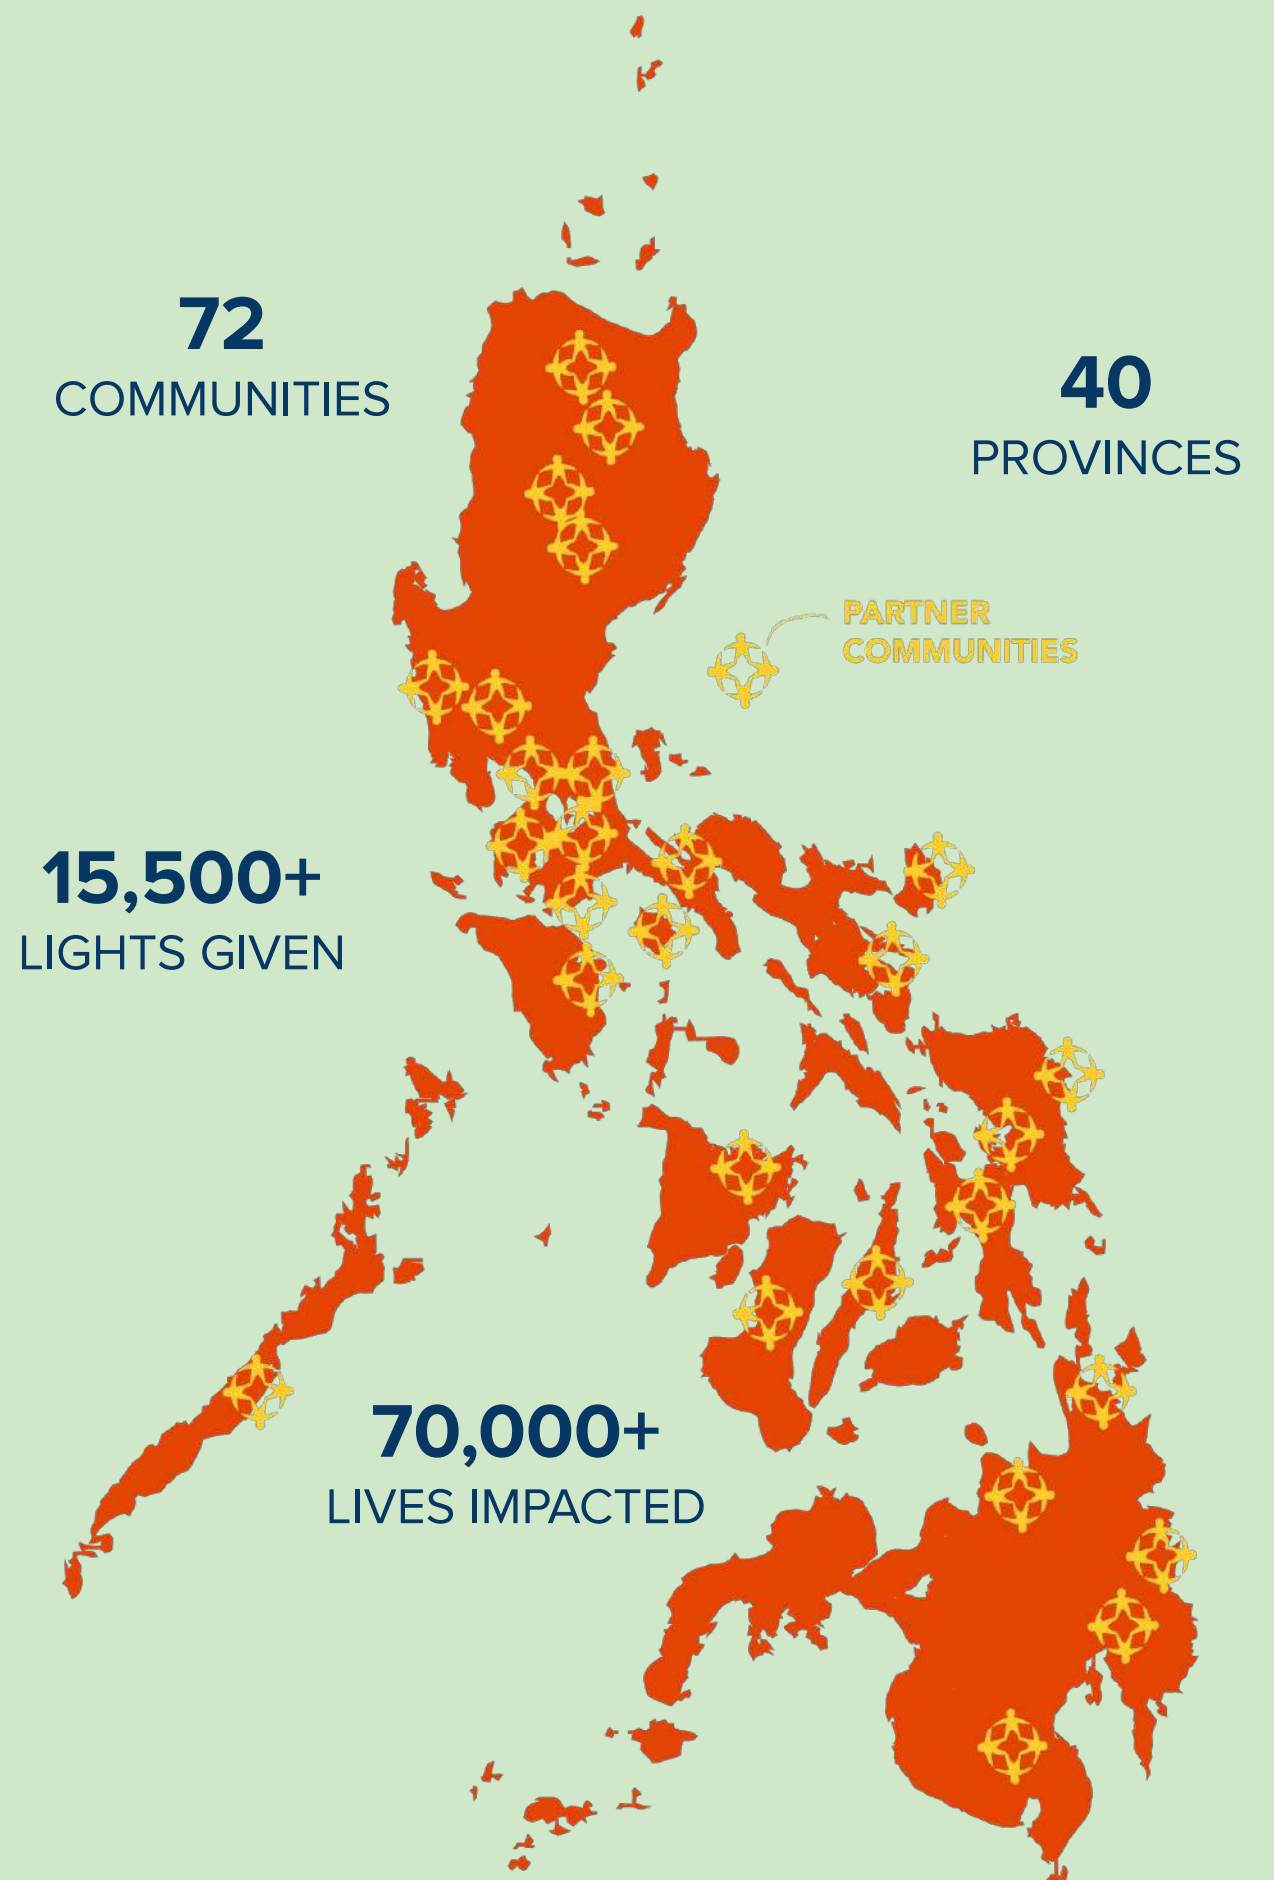 72
COMMUNITIES
40
PROVINCES
PARTNER
COMMUNITIES
15,500+
LIGHTS GIVEN
70,000+
LIVES IMPACTED